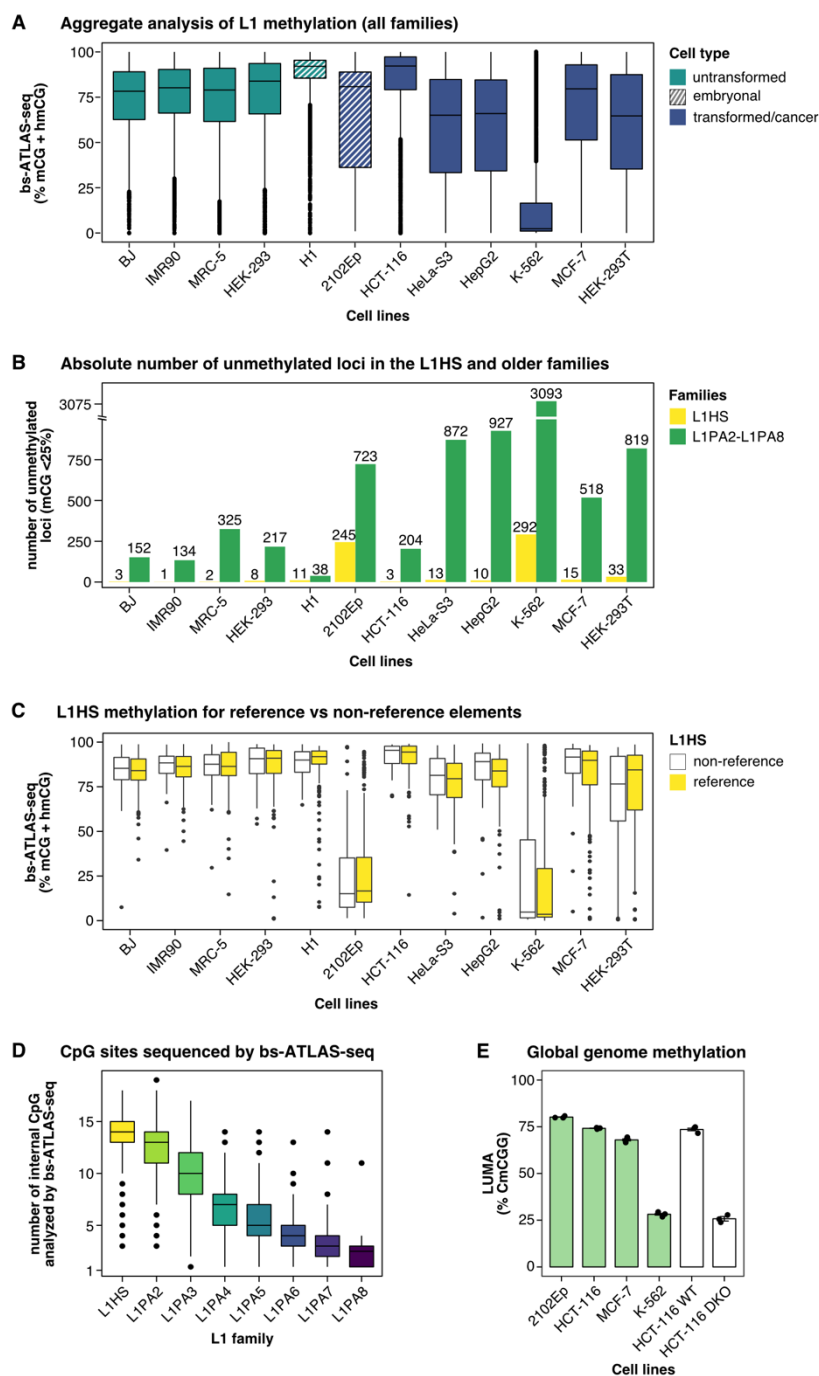 A Aggregate analysis of L1 methylation (all families)
bs-ATLAS-seq
(% mCG + hmCG)
100
75
50
25
0
BJ
IMR90
MRC-5
HEK-293
H1
2102Ep
HCT-116
HeLa-S3
HepG2
K-562
MCF-7
HEK-293T
Cell lines
Cell type
untransformed
embryonal
transformed/cancer
B Absolute number of unmethylated loci in the L1HS and older families
number of unmethylated
loci (mCG <25%)
3075
750
500
250
0
3 152
1 134
2 325
8 217
11 38
245 723
3 204
13 872
10 927
292 3093
15 518
33 819
BJ
IMR90
MRC-5
HEK-293
H1
2102Ep
HCT-116
HeLa-S3
HepG2
K-562
MCF-7
HEK-293T
Cell lines
Families
L1HS
L1PA2-L1PA8
C L1HS methylation for reference vs non-reference elements
bs-ATLAS-seq
(% mCG + hmCG)
100
75
50
25
0
BJ
IMR90
MRC-5
HEK-293
H1
2102Ep
HCT-116
HeLa-S3
HepG2
K-562
MCF-7
HEK-293T
Cell lines
L1HS
non-reference
reference
D CpG sites sequenced by bs-ATLAS-seq
number of internal CpG
analyzed by bs-ATLAS-seq
15
10
5
1
L1HS
L1PA2
L1PA3
L1PA4
L1PA5
L1PA6
L1PA7
L1PA8
L1 family
E Global genome methylation
LUMA
(% CmCGG)
100
75
50
25
0
2102Ep
HCT-116
MCF-7
K-562
HCT-116 WT
HCT-116 DKO
Cell lines